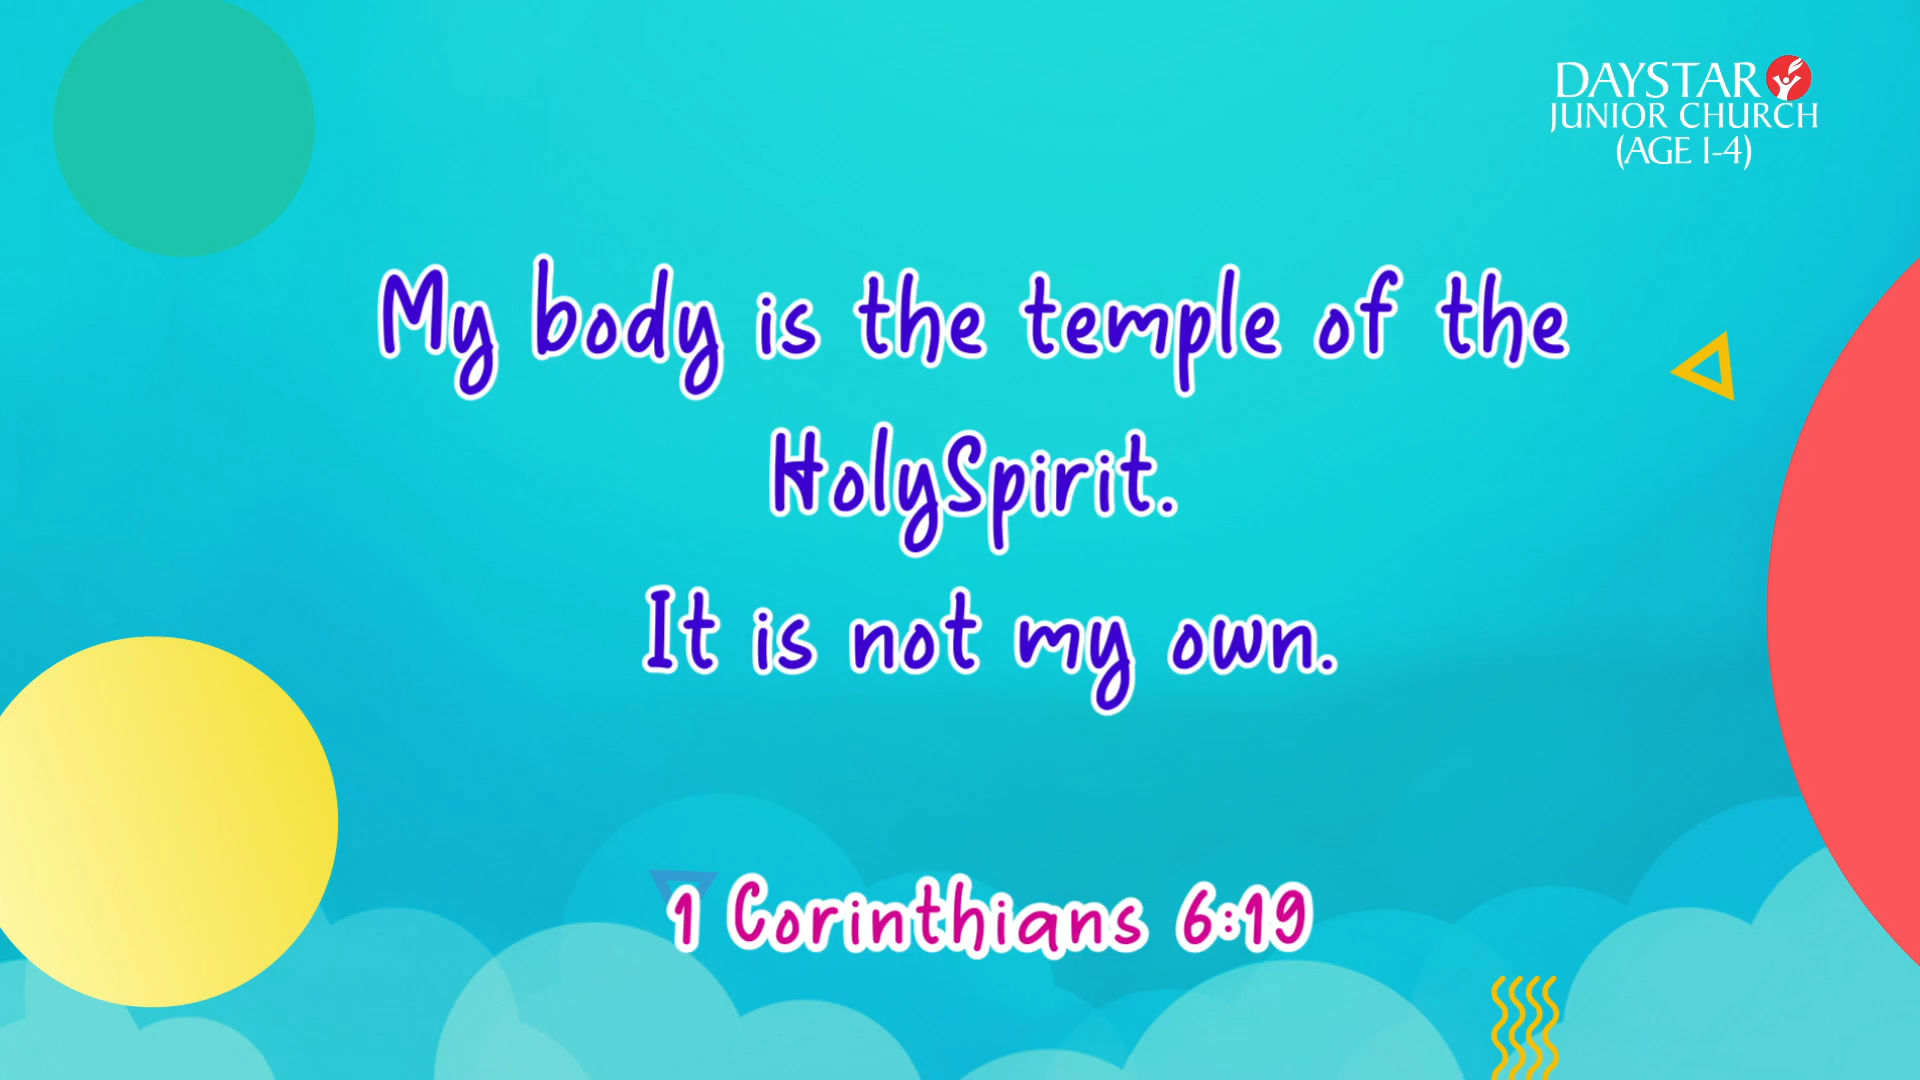 DAYSTAR
JUNIOR CHURCH
(AGE 1-4)
My body is the temple of the
HolySpirit.
It is not my own.
1 Corinthians 6:19